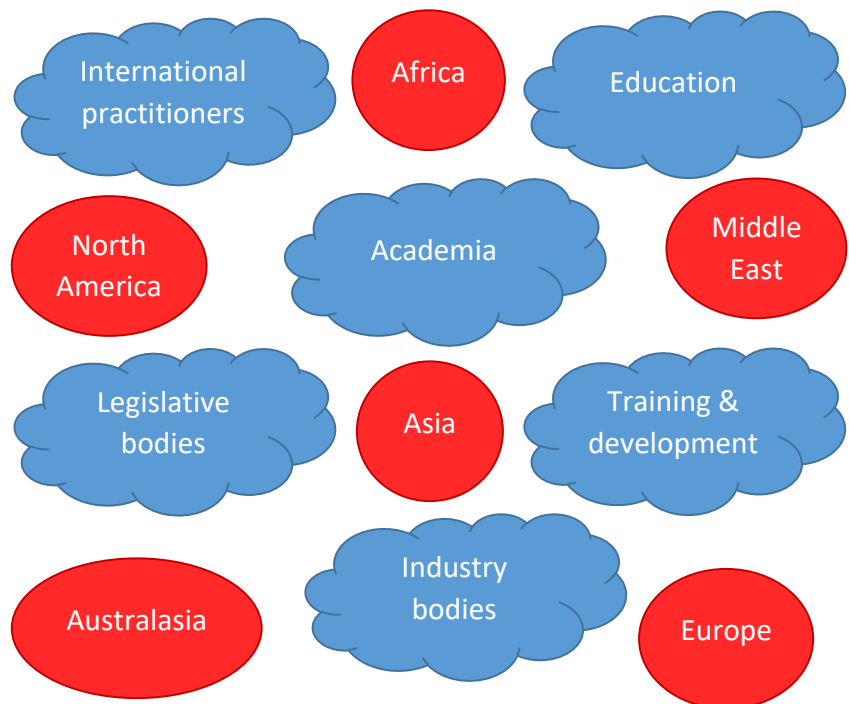 International
practitioners
Africa
Education
North
America
Academia
Middle
East
Legislative
bodies
Asia
Training &
development
Industry
bodies
Australasia
Europe